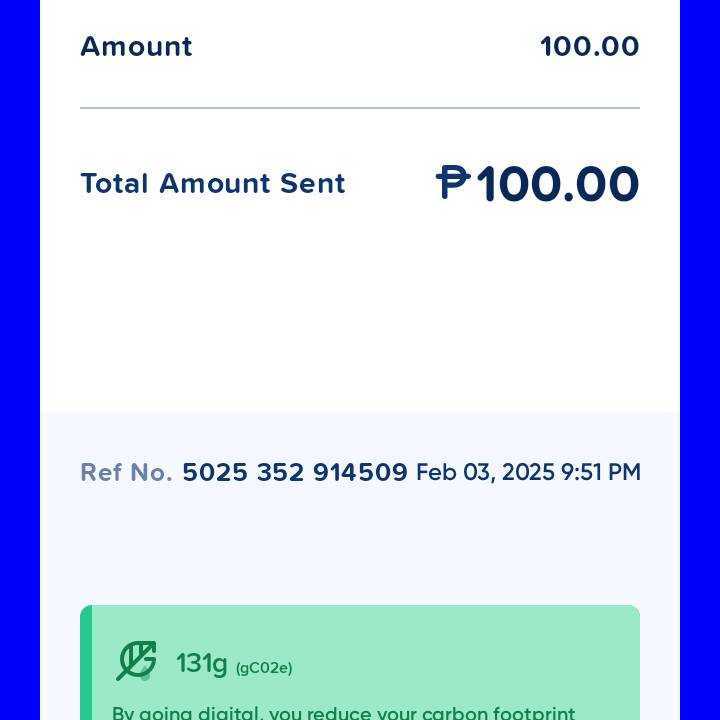 Amount 100.00
Total Amount Sent ₱100.00
Ref No. 5025 352 914509 Feb 03, 2025 9:51 PM
131g (gC02e)
By going digital, you reduce your carbon footprint